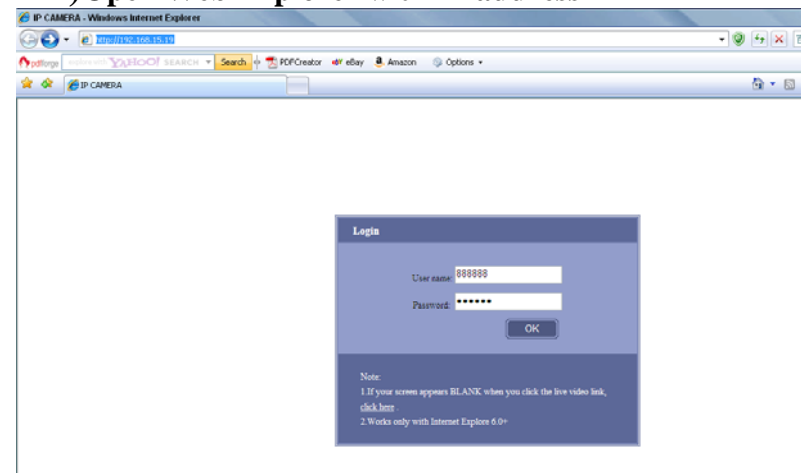 IP CAMERA - Windows Internet Explorer
http://192.168.15.19
pdfforge YAHOO! SEARCH Search PDFCreator eBay Amazon Options
IP CAMERA
Login
User name: 888888
Password: ••••••
OK
Note:
1.If your screen appears BLANK when you click the live video link,
click here .
2.Works only with Internet Explore 6.0+